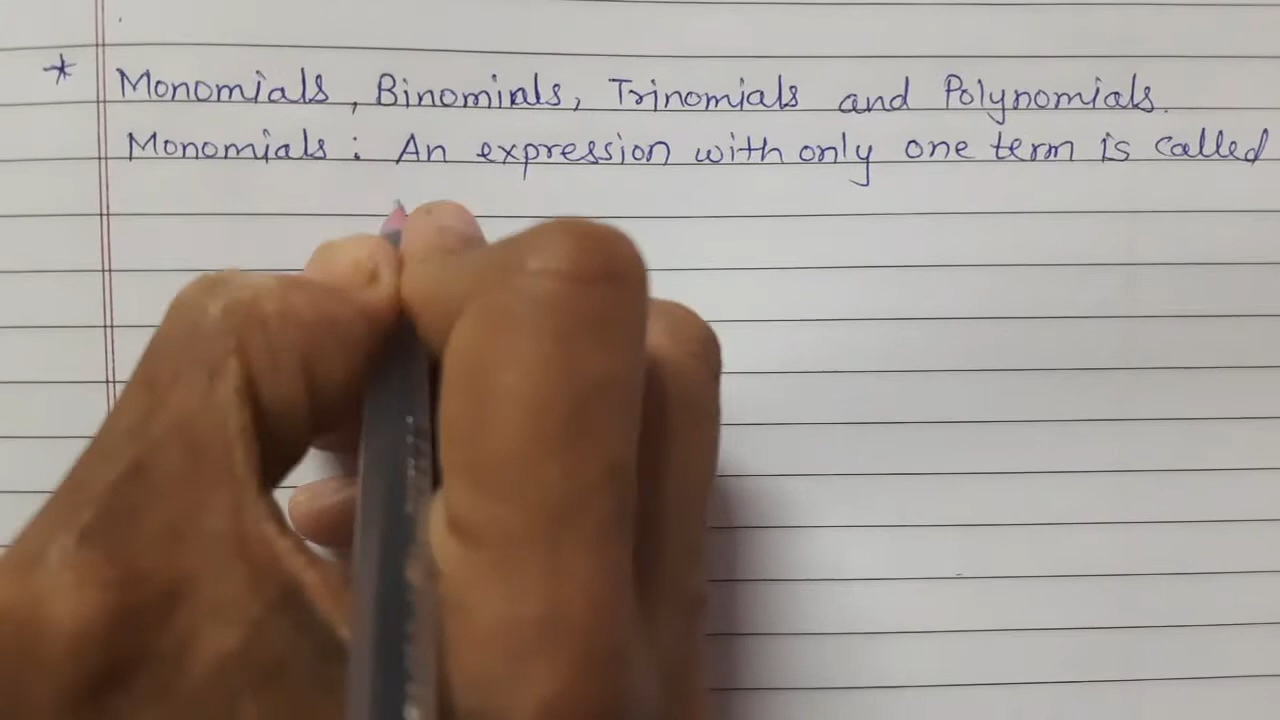 * Monomials, Binomials, Trinomials and Polynomials.
Monomials : An expression with only one term is called